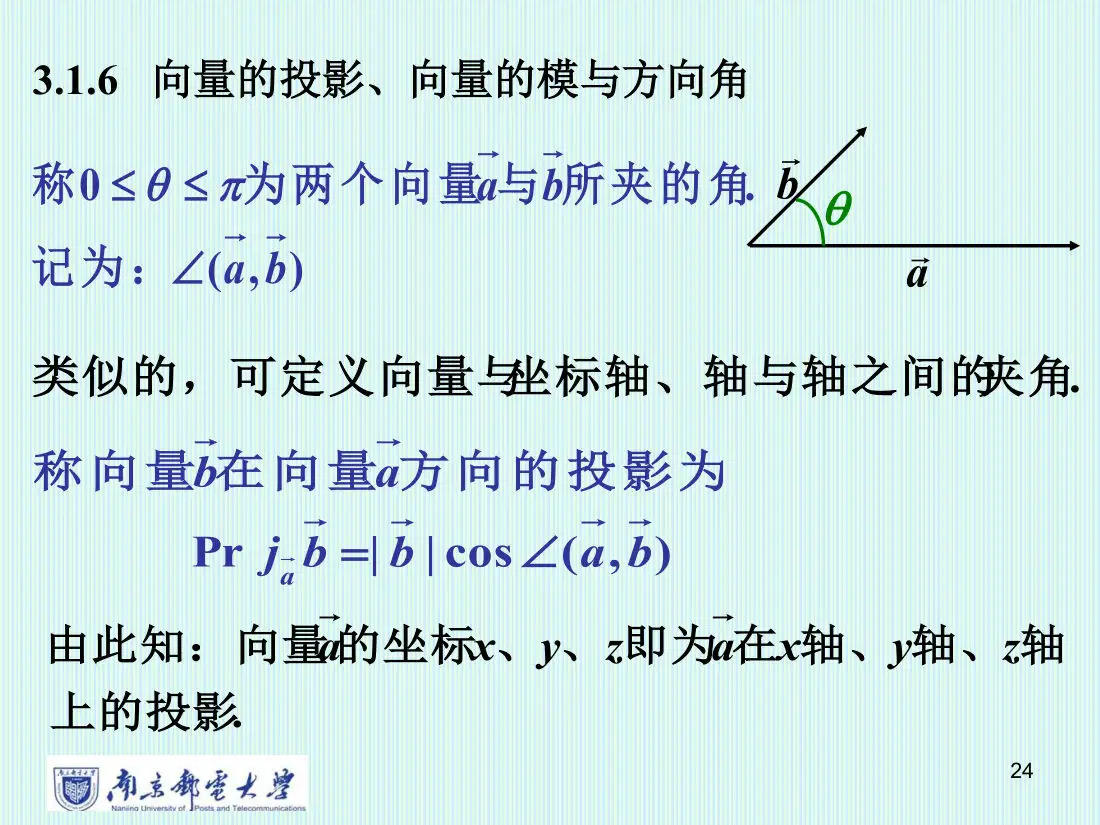 3.1.6 向量的投影、向量的模与方向角
称0 ≤ θ ≤ π为两个向量a⃗与b⃗所夹的角.
b⃗
θ
a⃗
记为：∠(a⃗, b⃗)
类似的，可定义向量与坐标轴、轴与轴之间的夹角.
称向量b⃗在向量a⃗方向的投影为
Pr j_a⃗ b⃗ =| b⃗ | cos ∠(a⃗, b⃗)
由此知：向量a⃗的坐标x、y、z即为a⃗在x轴、y轴、z轴
上的投影.
南京邮电大学
Nanjing University of Posts and Telecommunications
24